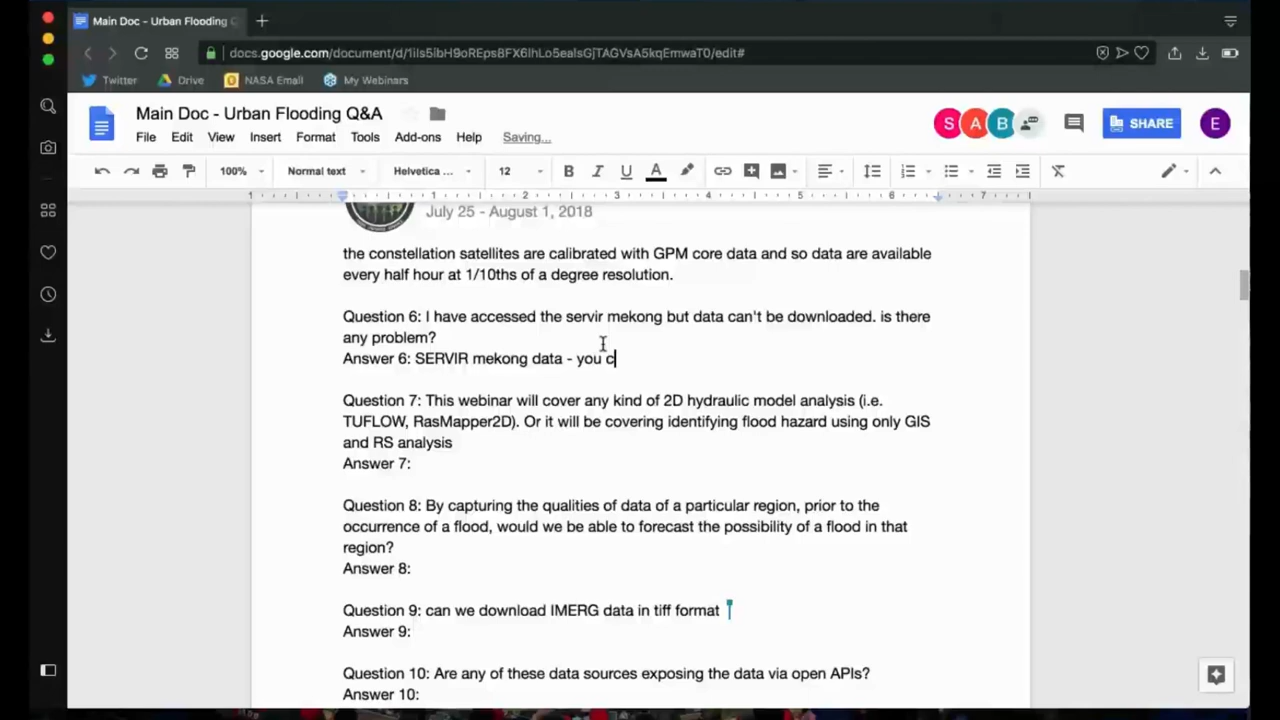 Main Doc - Urban Flooding Q
docs.google.com/document/d/1iIs5ibH9oREps8FX6IhLo5ealsGjTAGVsA5kqEmwaT0/edit#
Twitter Drive NASA Email My Webinars
Main Doc - Urban Flooding Q&A
S A B SHARE E
File Edit View Insert Format Tools Add-ons Help Saving...
100% Normal text Helvetica ... 12 B I U A
1 1 2 3 4 5 6 7
July 25 - August 1, 2018
the constellation satellites are calibrated with GPM core data and so data are available
every half hour at 1/10ths of a degree resolution.
Question 6: I have accessed the servir mekong but data can't be downloaded. is there
any problem?
Answer 6: SERVIR mekong data - you c
Question 7: This webinar will cover any kind of 2D hydraulic model analysis (i.e.
TUFLOW, RasMapper2D). Or it will be covering identifying flood hazard using only GIS
and RS analysis
Answer 7:
Question 8: By capturing the qualities of data of a particular region, prior to the
occurrence of a flood, would we be able to forecast the possibility of a flood in that
region?
Answer 8:
Question 9: can we download IMERG data in tiff format
Answer 9:
Question 10: Are any of these data sources exposing the data via open APIs?
Answer 10: